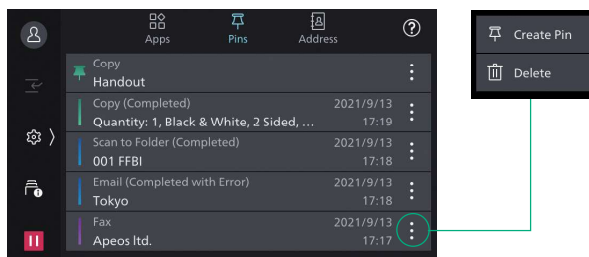 Apps
Pins
Address
?
Copy
Handout
Copy (Completed) 2021/9/13
Quantity: 1, Black & White, 2 Sided, ... 17:19
Scan to Folder (Completed) 2021/9/13
001 FFBI 17:18
Email (Completed with Error) 2021/9/13
Tokyo 17:18
Fax 2021/9/13
Apeos ltd. 17:17
Create Pin
Delete